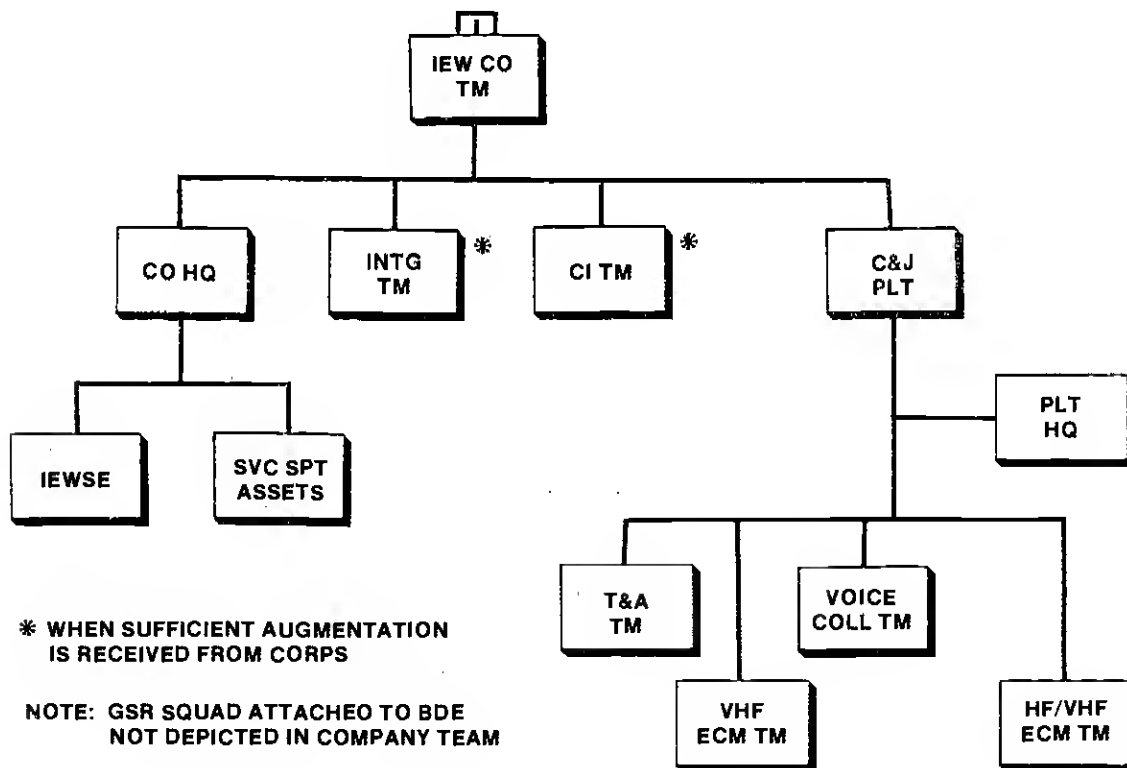 I
IEW CO
TM
CO HQ
INTG
TM
*
CI TM
*
C&J
PLT
PLT
HQ
IEWSE
SVC SPT
ASSETS
T&A
TM
VOICE
COLL TM
VHF
ECM TM
HF/VHF
ECM TM
* WHEN SUFFICIENT AUGMENTATION
IS RECEIVED FROM CORPS
NOTE: GSR SQUAD ATTACHEO TO BDE
NOT DEPICTED IN COMPANY TEAM